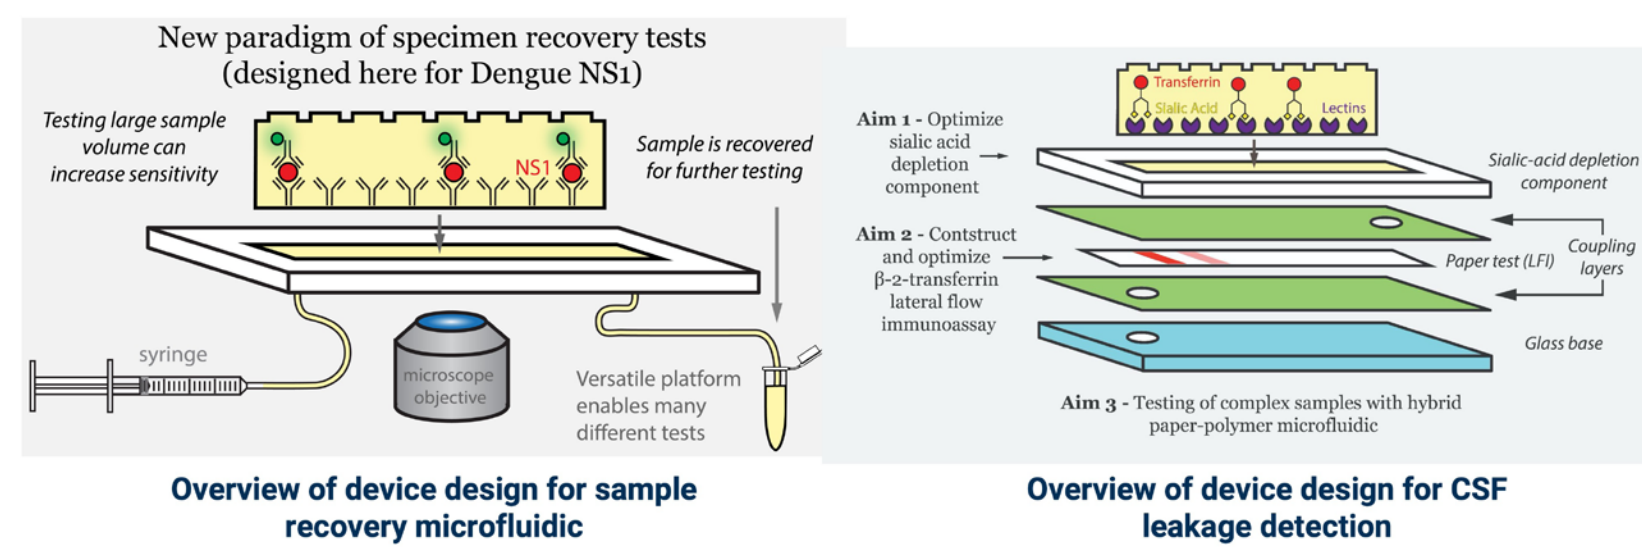 New paradigm of specimen recovery tests
(designed here for Dengue NS1)
Testing large sample
volume can
increase sensitivity
NS1
Sample is recovered
for further testing
syringe
microscope
objective
Versatile platform
enables many
different tests
Overview of device design for sample
recovery microfluidic
Transferrin
Sialic Acid
Lectins
Aim 1 - Optimize
sialic acid
depletion
component
Sialic-acid depletion
component
Aim 2 - Contstruct
and optimize
β-2-transferrin
lateral flow
immunoassay
Paper test (LFI)
Coupling
layers
Glass base
Aim 3 - Testing of complex samples with hybrid
paper-polymer microfluidic
Overview of device design for CSF
leakage detection